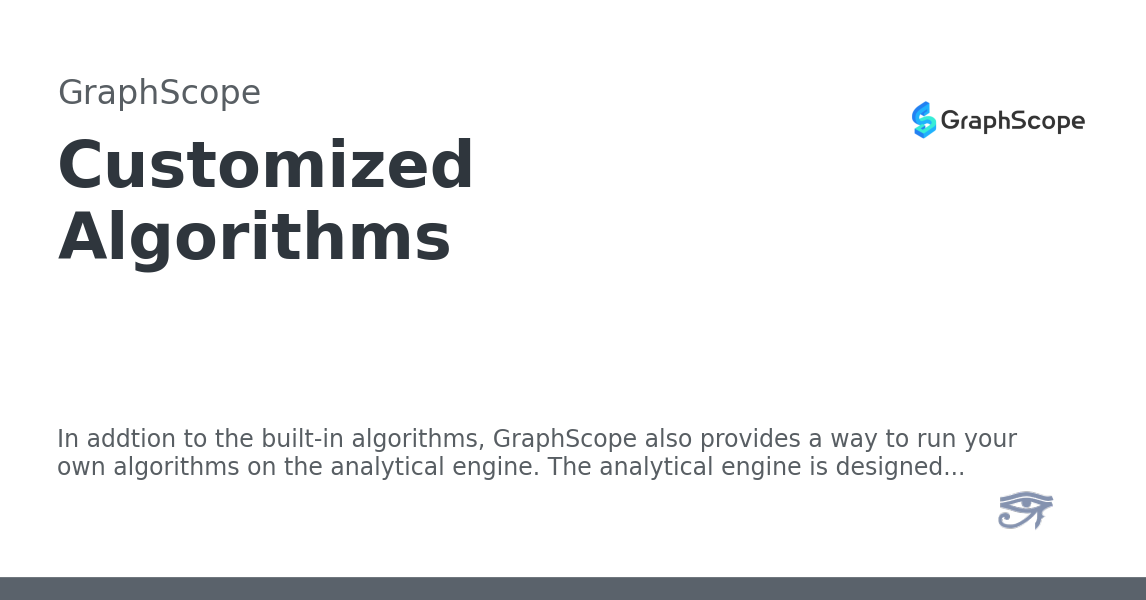 GraphScope
GraphScope
Customized
Algorithms
In addtion to the built-in algorithms, GraphScope also provides a way to run your
own algorithms on the analytical engine. The analytical engine is designed...